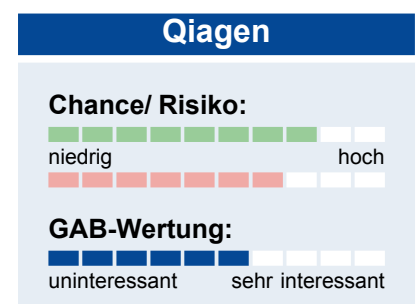 Qiagen
Chance/ Risiko:
niedrig hoch
GAB-Wertung:
uninteressant sehr interessant